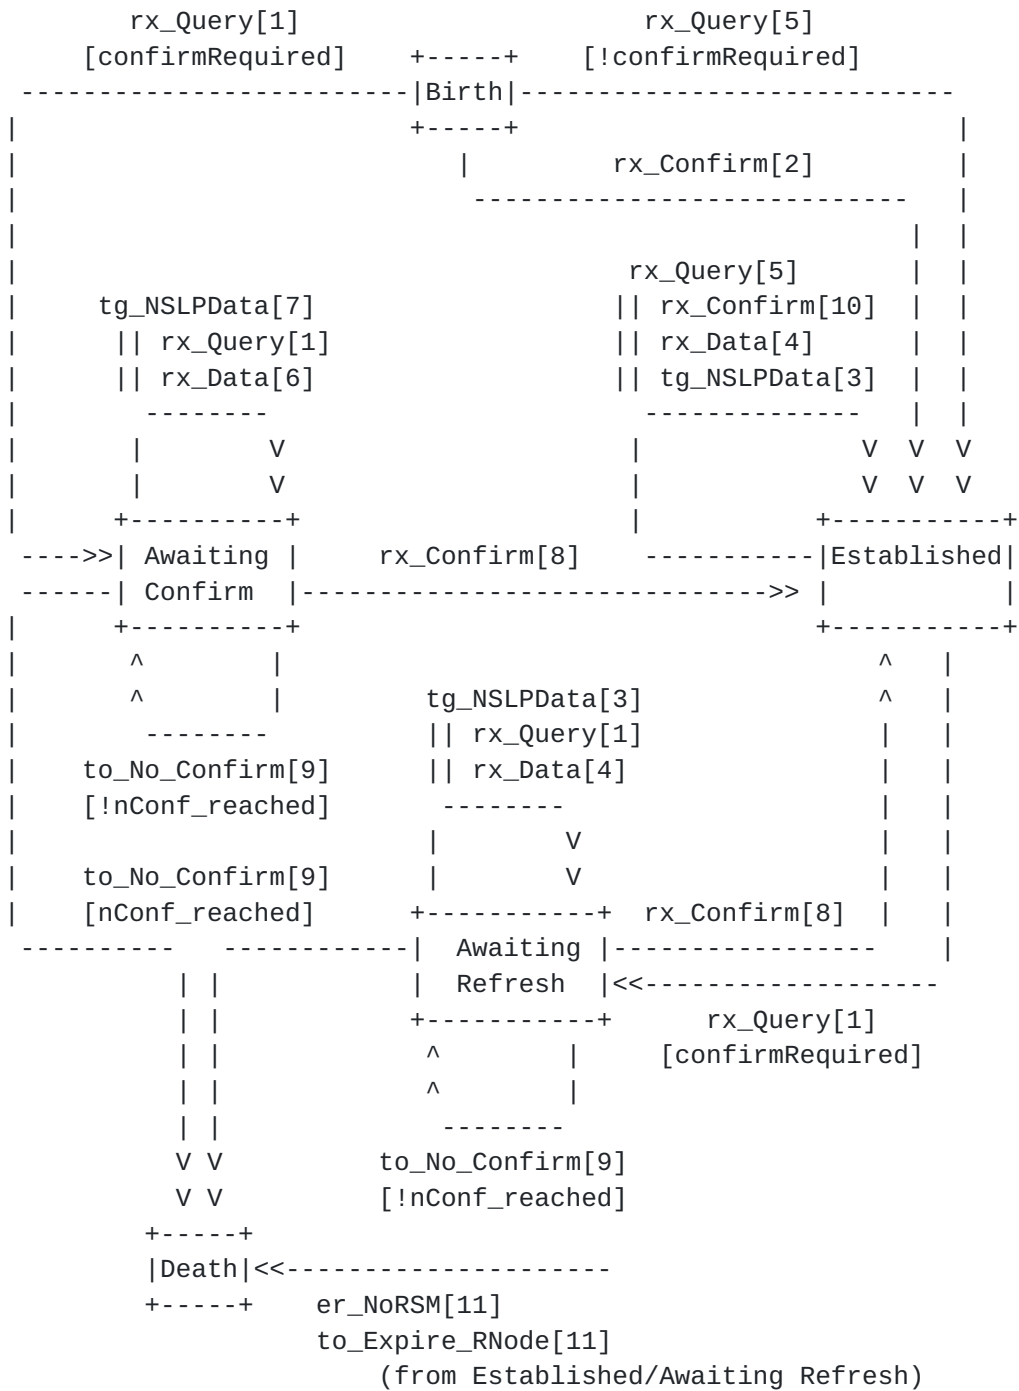 rx_Query[1] rx_Query[5]
[confirmRequired] +-----+ [!confirmRequired]
-------------------------|Birth|----------------------------
| +-----+ |
| | rx_Confirm[2] |
| ---------------------------- |
| | |
| rx_Query[5] | |
| tg_NSLPData[7] || rx_Confirm[10] | |
| || rx_Query[1] || rx_Data[4] | |
| || rx_Data[6] || tg_NSLPData[3] | |
| -------- -------------- | |
| | V | V V V
| | V | V V V
| +----------+ | +-----------+
---->>| Awaiting | rx_Confirm[8] -----------|Established|
------| Confirm |------------------------------>> | |
| +----------+ +-----------+
| ^ | ^ |
| ^ | tg_NSLPData[3] ^ |
| -------- || rx_Query[1] | |
| to_No_Confirm[9] || rx_Data[4] | |
| [!nConf_reached] -------- | |
| | V | |
| to_No_Confirm[9] | V | |
| [nConf_reached] +-----------+ rx_Confirm[8] | |
---------- ------------| Awaiting |----------------- |
| | | Refresh |<<-------------------
| | +-----------+ rx_Query[1]
| | ^ | [confirmRequired]
| | ^ |
| | --------
V V to_No_Confirm[9]
V V [!nConf_reached]
+-----+
|Death|<<---------------------
+-----+ er_NoRSM[11]
to_Expire_RNode[11]
(from Established/Awaiting Refresh)